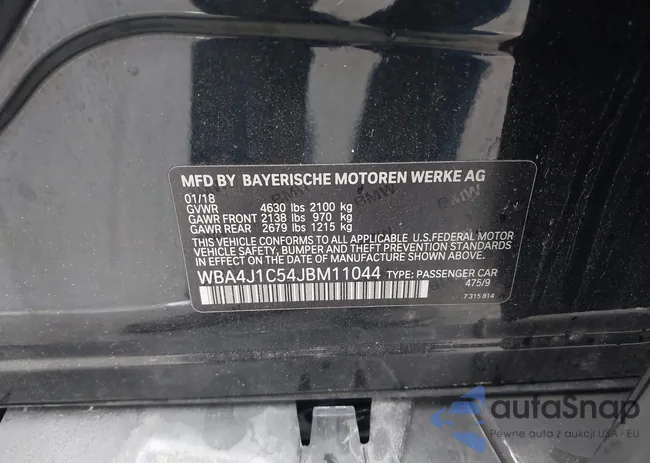 MFD BY BAYERISCHE MOTOREN WERKE AG
01/18
GVWR 4630 lbs 2100 kg
GAWR FRONT 2138 lbs 970 kg
GAWR REAR 2679 lbs 1215 kg
THIS VEHICLE CONFORMS TO ALL APPLICABLE U.S.FEDERAL MOTOR
VEHICLE SAFETY, BUMPER AND THEFT PREVENTION STANDARDS
IN EFFECT ON THE DATE OF MANUFACTURE SHOWN ABOVE.
WBA4J1C54JBM11044 TYPE: PASSENGER CAR
475/9
7 315 814
autaSnap
Pewne auta z aukcji USA i EU